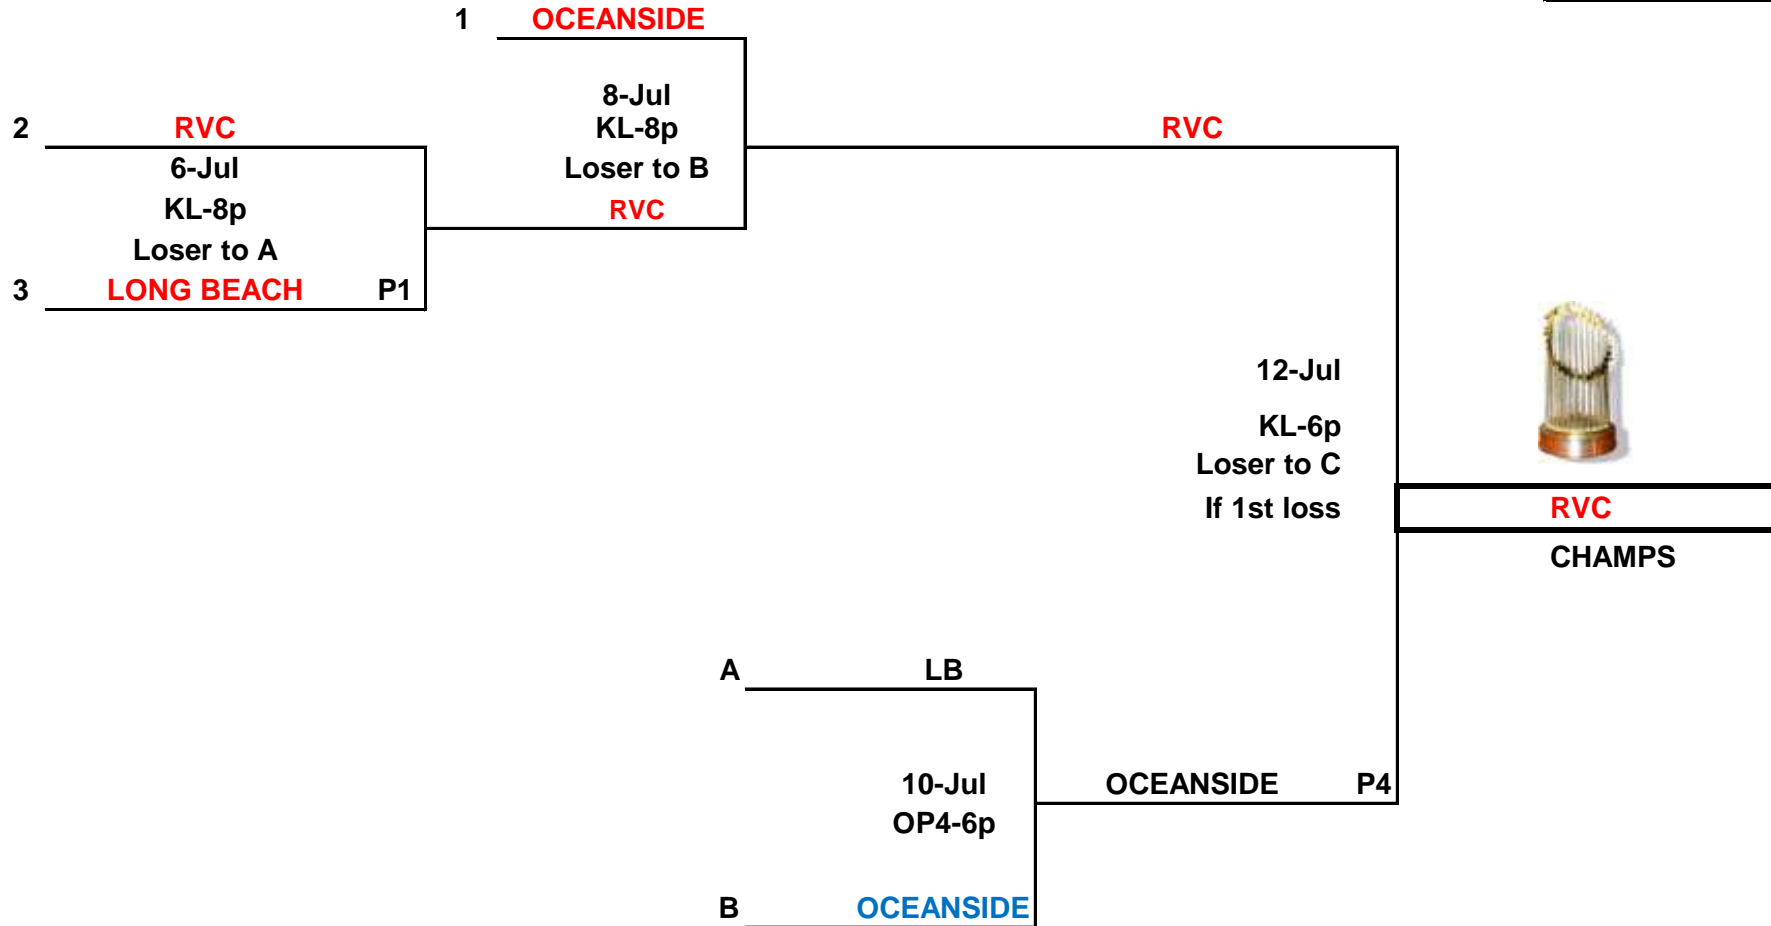 1 OCEANSIDE
8-Jul
2 RVC KL-8p RVC
6-Jul Loser to B
KL-8p RVC
Loser to A
3 LONG BEACH P1
12-Jul
KL-6p
Loser to C
If 1st loss RVC
CHAMPS
A LB
10-Jul OCEANSIDE P4
OP4-6p
B OCEANSIDE